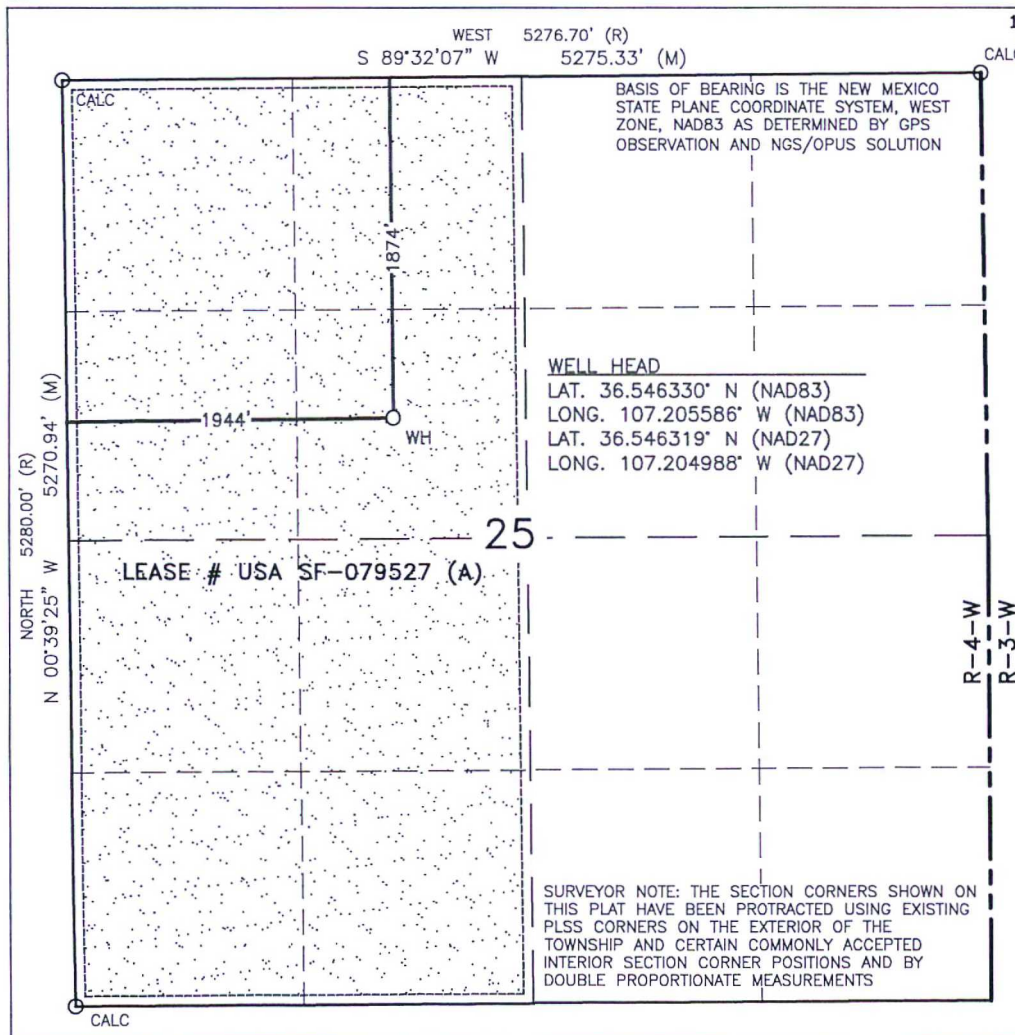 1
WEST 5276.70' (R)
S 89°32'07" W 5275.33' (M)
CALC
CALC
BASIS OF BEARING IS THE NEW MEXICO
STATE PLANE COORDINATE SYSTEM, WEST
ZONE, NAD83 AS DETERMINED BY GPS
OBSERVATION AND NGS/OPUS SOLUTION
1874'
WELL HEAD
LAT. 36.546330° N (NAD83)
LONG. 107.205586° W (NAD83)
LAT. 36.546319° N (NAD27)
LONG. 107.204988° W (NAD27)
1944'
WH
NORTH 5280.00' (R)
N 00°39'25" W 5270.94' (M)
25
LEASE # USA SF-079527 (A)
R-4-W
R-3-W
SURVEYOR NOTE: THE SECTION CORNERS SHOWN ON
THIS PLAT HAVE BEEN PROTRACTED USING EXISTING
PLSS CORNERS ON THE EXTERIOR OF THE
TOWNSHIP AND CERTAIN COMMONLY ACCEPTED
INTERIOR SECTION CORNER POSITIONS AND BY
DOUBLE PROPORTIONATE MEASUREMENTS
CALC